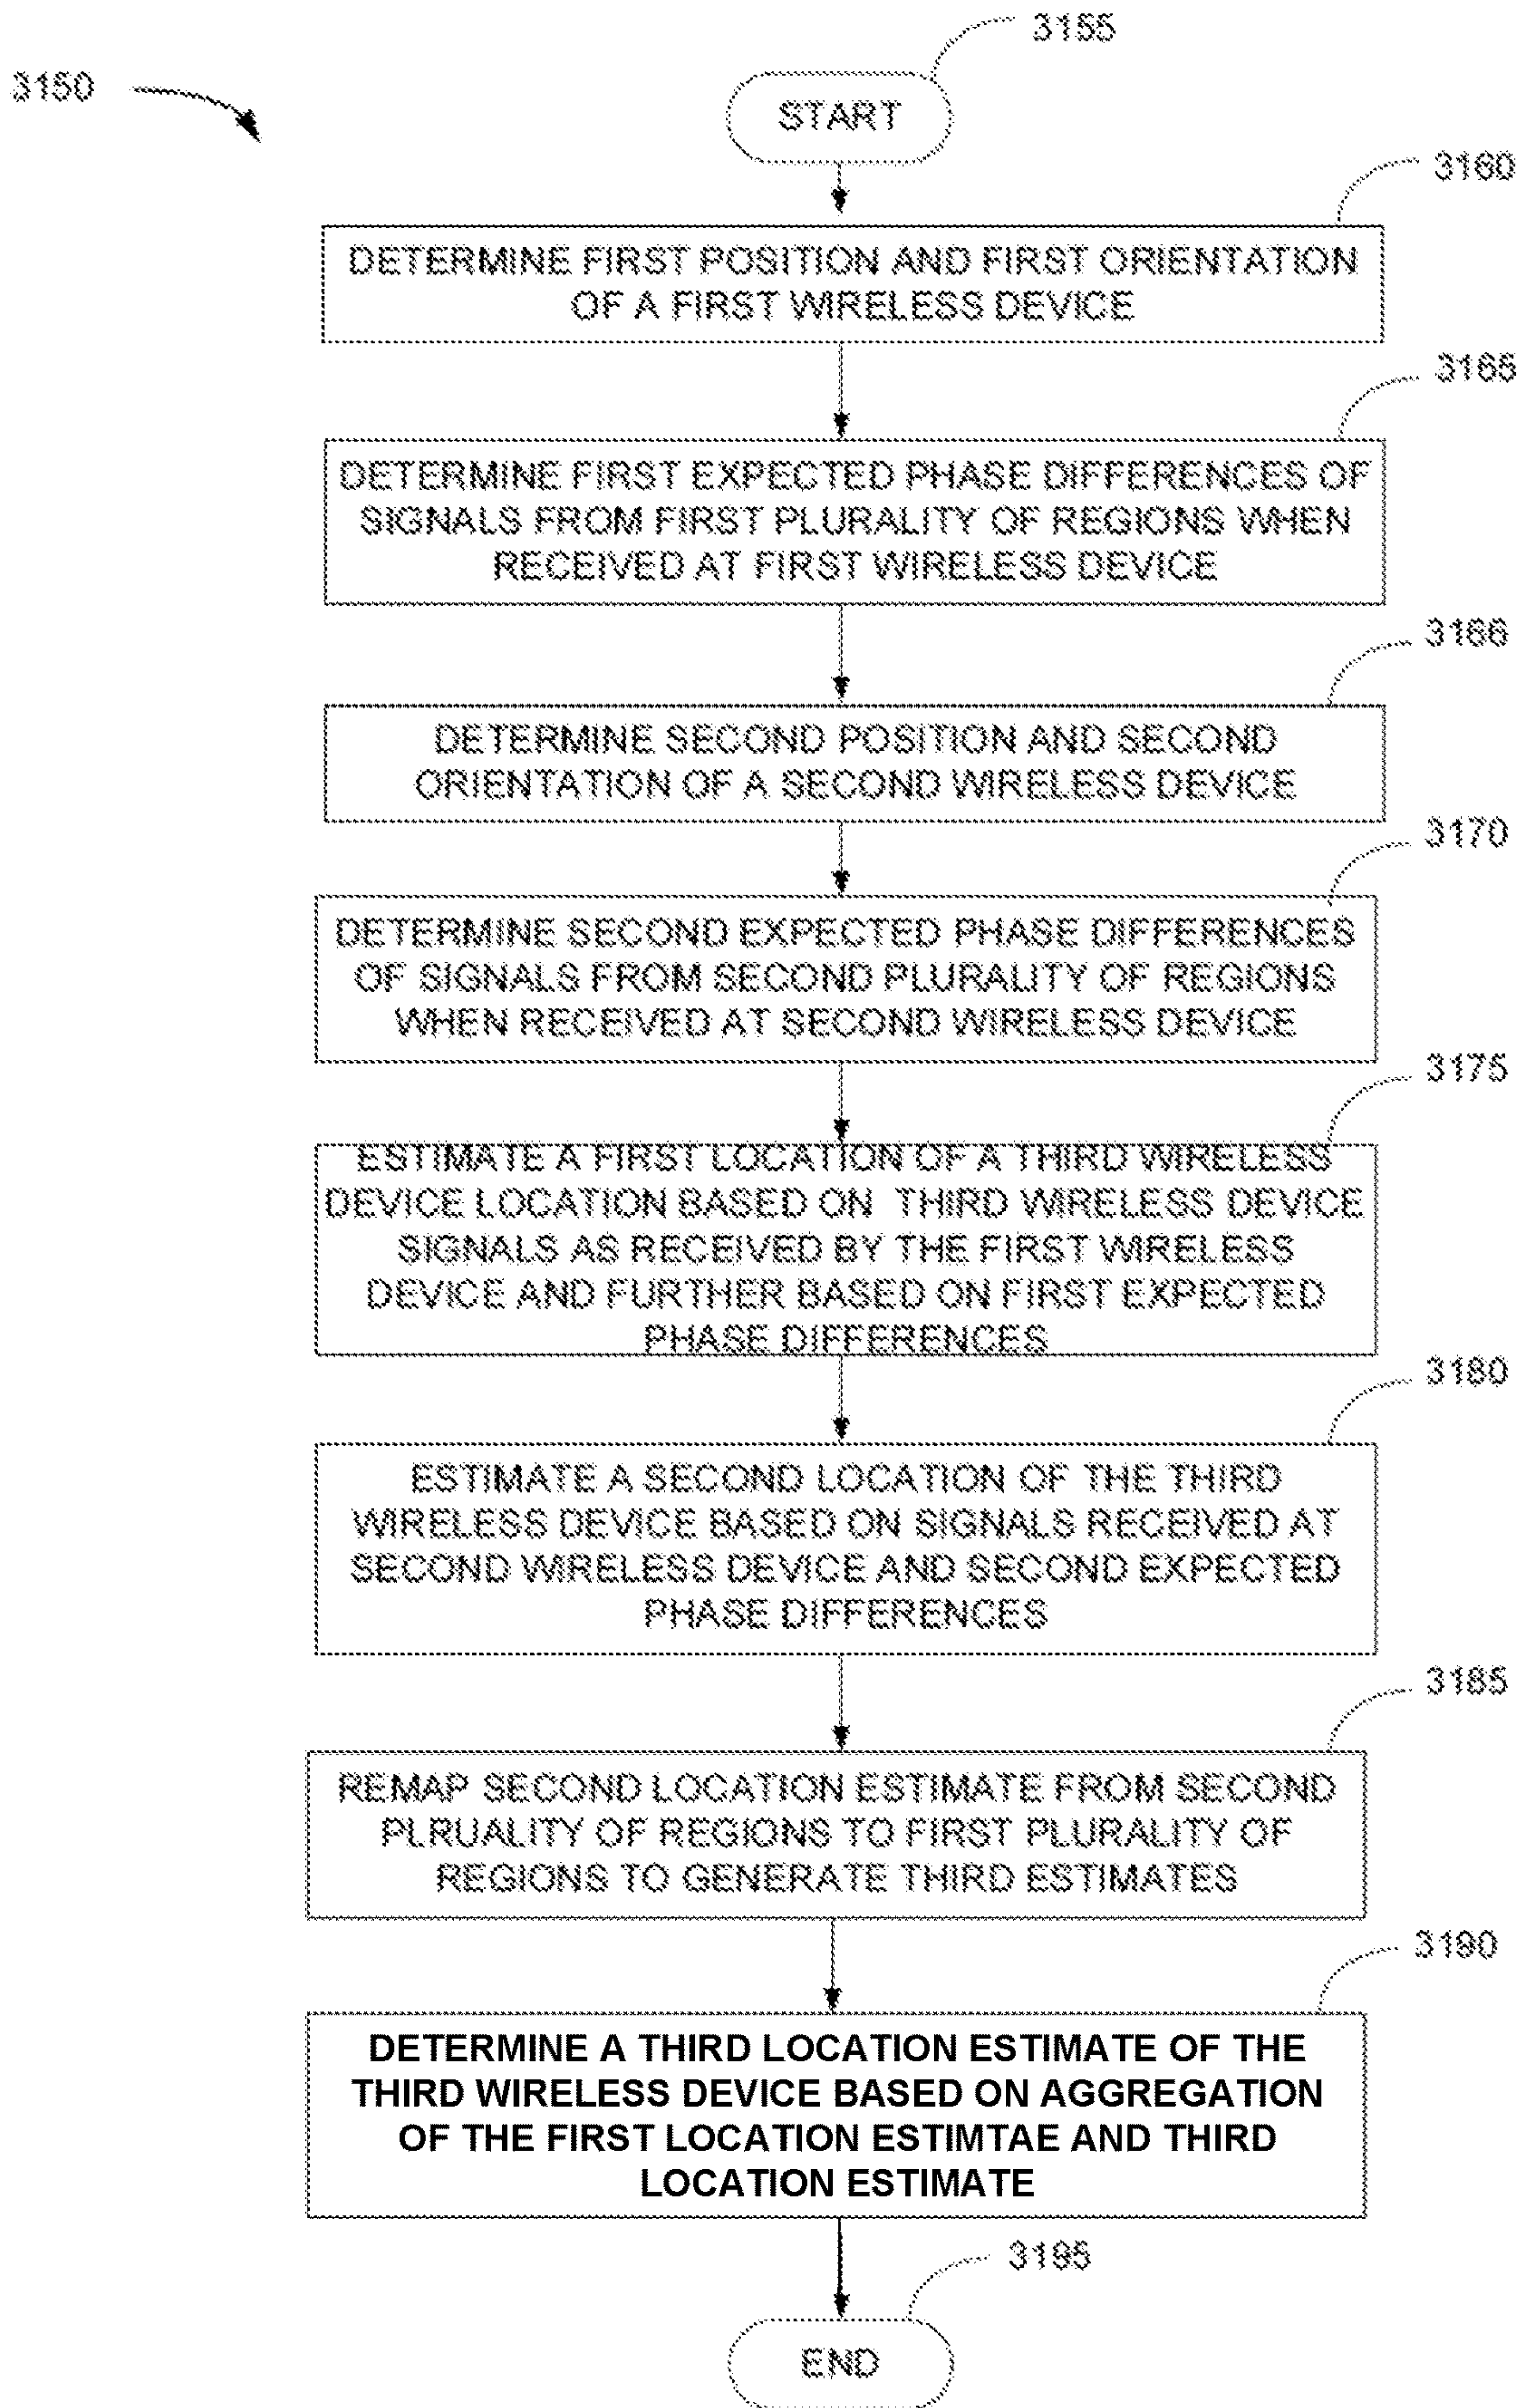 3155
3150
START
3160
DETERMINE FIRST POSITION AND FIRST ORIENTATION
OF A FIRST WIRELESS DEVICE
3165
DETERMINE FIRST EXPECTED PHASE DIFFERENCES OF
SIGNALS FROM FIRST PLURALITY OF REGIONS WHEN
RECEIVED AT FIRST WIRELESS DEVICE
3166
DETERMINE SECOND POSITION AND SECOND
ORIENTATION OF A SECOND WIRELESS DEVICE
3170
DETERMINE SECOND EXPECTED PHASE DIFFERENCES
OF SIGNALS FROM SECOND PLURALITY OF REGIONS
WHEN RECEIVED AT SECOND WIRELESS DEVICE
3175
ESTIMATE A FIRST LOCATION OF A THIRD WIRELESS
DEVICE LOCATION BASED ON THIRD WIRELESS DEVICE
SIGNALS AS RECEIVED BY THE FIRST WIRELESS
DEVICE AND FURTHER BASED ON FIRST EXPECTED
PHASE DIFFERENCES
3180
ESTIMATE A SECOND LOCATION OF THE THIRD
WIRELESS DEVICE BASED ON SIGNALS RECEIVED AT
SECOND WIRELESS DEVICE AND SECOND EXPECTED
PHASE DIFFERENCES
3185
REMAP SECOND LOCATION ESTIMATE FROM SECOND
PLRUALITY OF REGIONS TO FIRST PLURALITY OF
REGIONS TO GENERATE THIRD ESTIMATES
3190
DETERMINE A THIRD LOCATION ESTIMATE OF THE
THIRD WIRELESS DEVICE BASED ON AGGREGATION
OF THE FIRST LOCATION ESTIMTAE AND THIRD
LOCATION ESTIMATE
3195
END